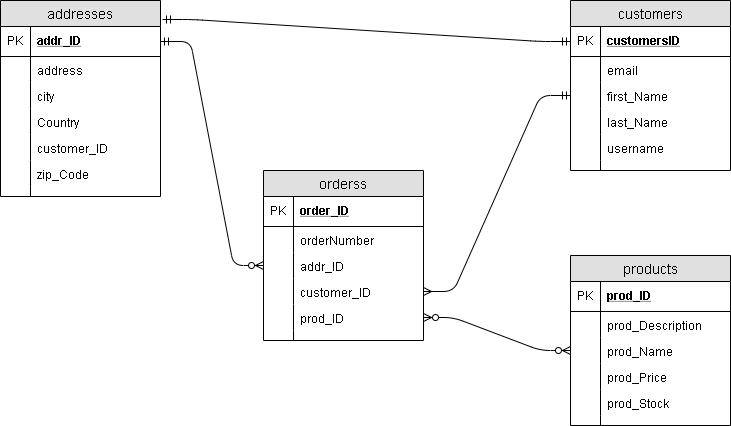 addresses
PK addr_ID
address
city
Country
customer_ID
zip_Code
customers
PK customersID
email
first_Name
last_Name
username
orderss
PK order_ID
orderNumber
addr_ID
customer_ID
prod_ID
products
PK prod_ID
prod_Description
prod_Name
prod_Price
prod_Stock